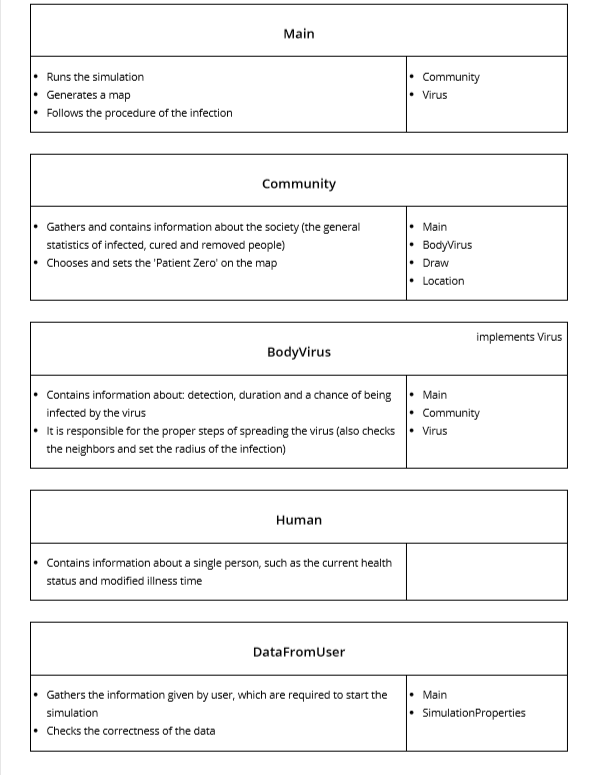 Main
• Runs the simulation
• Generates a map
• Follows the procedure of the infection
• Community
• Virus
Community
• Gathers and contains information about the society (the general
statistics of infected, cured and removed people)
• Chooses and sets the 'Patient Zero' on the map
• Main
• BodyVirus
• Draw
• Location
implements Virus
BodyVirus
• Contains information about: detection, duration and a chance of being
infected by the virus
• It is responsible for the proper steps of spreading the virus (also checks
the neighbors and set the radius of the infection)
• Main
• Community
• Virus
Human
• Contains information about a single person, such as the current health
status and modified illness time
DataFromUser
• Gathers the information given by user, which are required to start the
simulation
• Checks the correctness of the data
• Main
• SimulationProperties